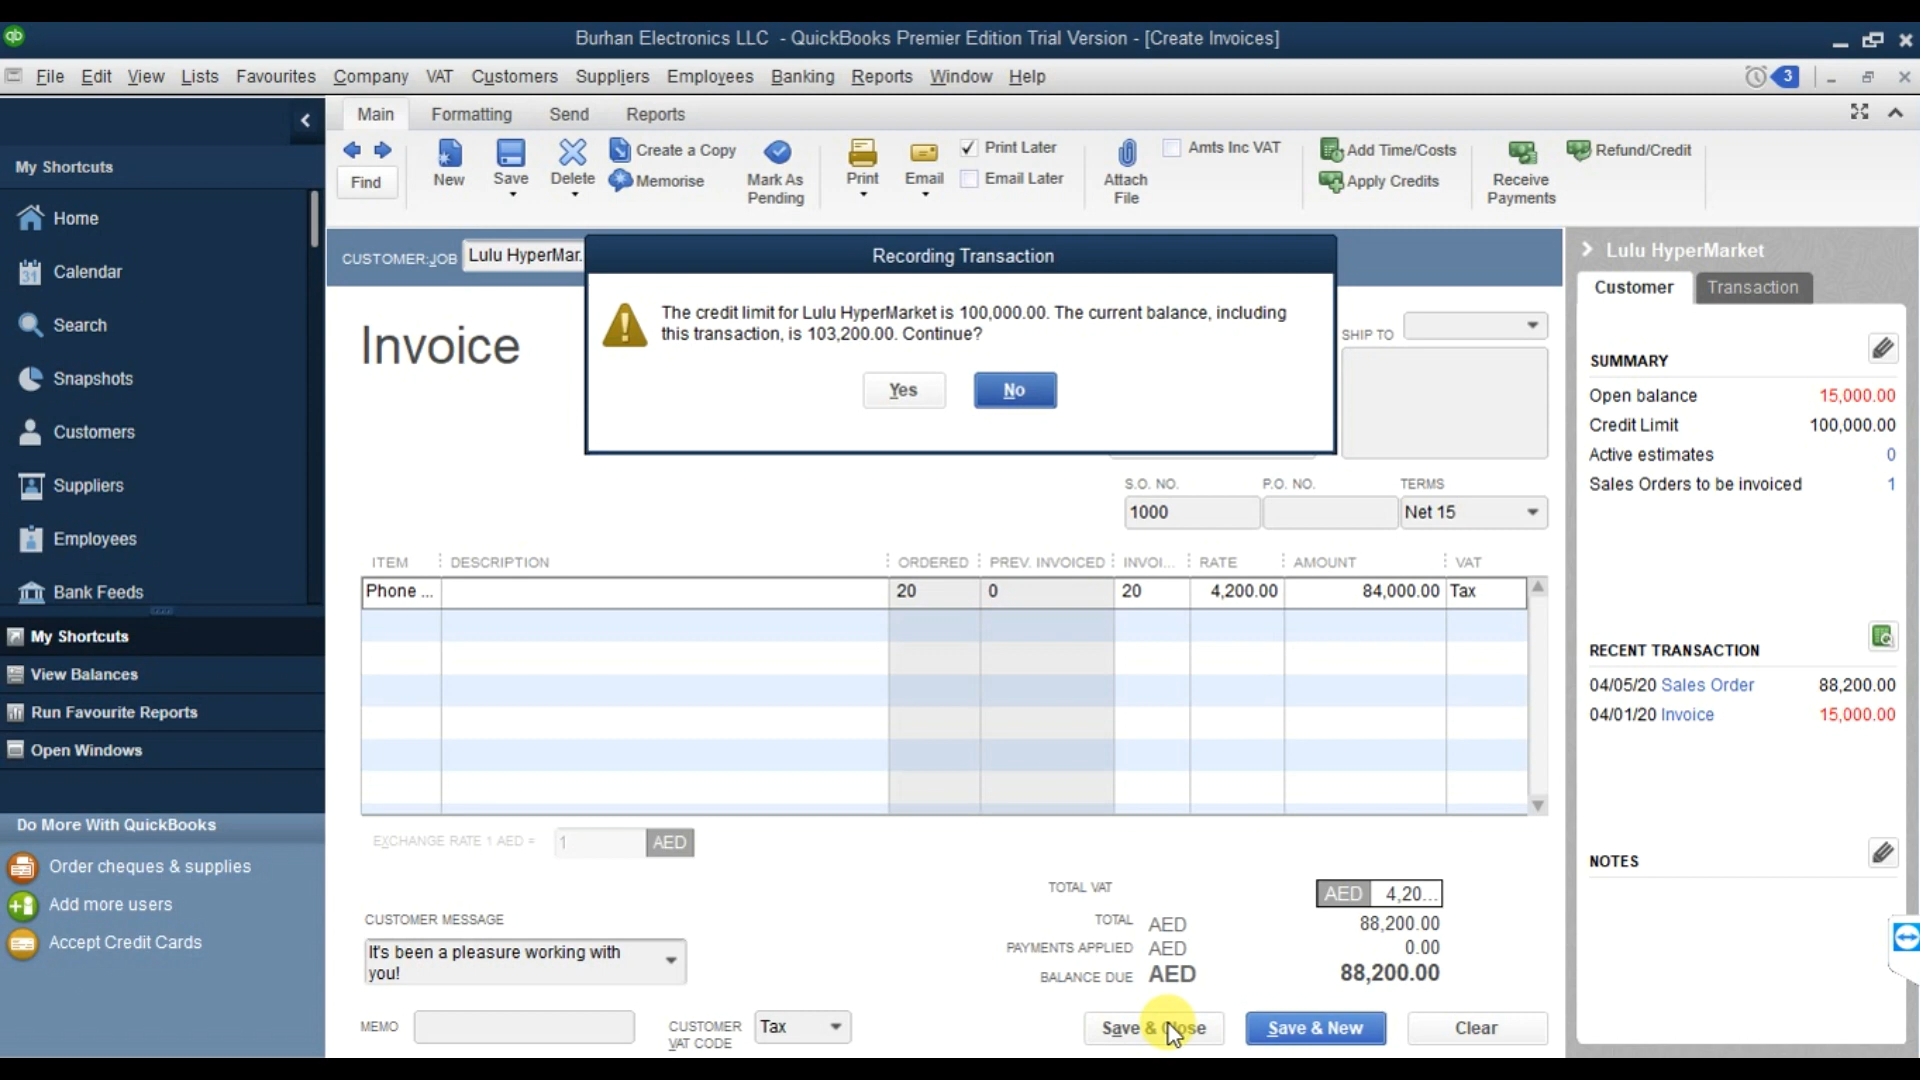 qb
Burhan Electronics LLC - QuickBooks Premier Edition Trial Version - [Create Invoices]
File Edit View Lists Favourites Company VAT Customers Suppliers Employees Banking Reports Window Help
3
Main Formatting Send Reports
Find
New
Save
Delete
Create a Copy
Memorise
Mark As
Pending
Print
Email
Print Later
Email Later
Attach
File
Amts Inc VAT
Add Time/Costs
Apply Credits
Receive
Payments
Refund/Credit
My Shortcuts
Home
31
Calendar
Search
Snapshots
Customers
Suppliers
Employees
Bank Feeds
My Shortcuts
View Balances
Run Favourite Reports
Open Windows
Do More With QuickBooks
Order cheques & supplies
Add more users
Accept Credit Cards
CUSTOMER:JOB Lulu HyperMar.
Invoice
Recording Transaction
The credit limit for Lulu HyperMarket is 100,000.00. The current balance, including
this transaction, is 103,200.00. Continue?
Yes No
SHIP TO
S.O. NO. P.O. NO. TERMS
1000 Net 15
ITEM DESCRIPTION ORDERED PREV. INVOICED INVOI... RATE AMOUNT VAT
Phone ... 20 0 20 4,200.00 84,000.00 Tax
EXCHANGE RATE 1 AED = 1 AED
TOTAL VAT AED 4,20...
TOTAL AED 88,200.00
PAYMENTS APPLIED AED 0.00
BALANCE DUE AED 88,200.00
CUSTOMER MESSAGE
It's been a pleasure working with
you!
MEMO
CUSTOMER
VAT CODE
Tax
Save & Close Save & New Clear
Lulu HyperMarket
Customer Transaction
SUMMARY
Open balance 15,000.00
Credit Limit 100,000.00
Active estimates 0
Sales Orders to be invoiced 1
RECENT TRANSACTION
04/05/20 Sales Order 88,200.00
04/01/20 Invoice 15,000.00
NOTES